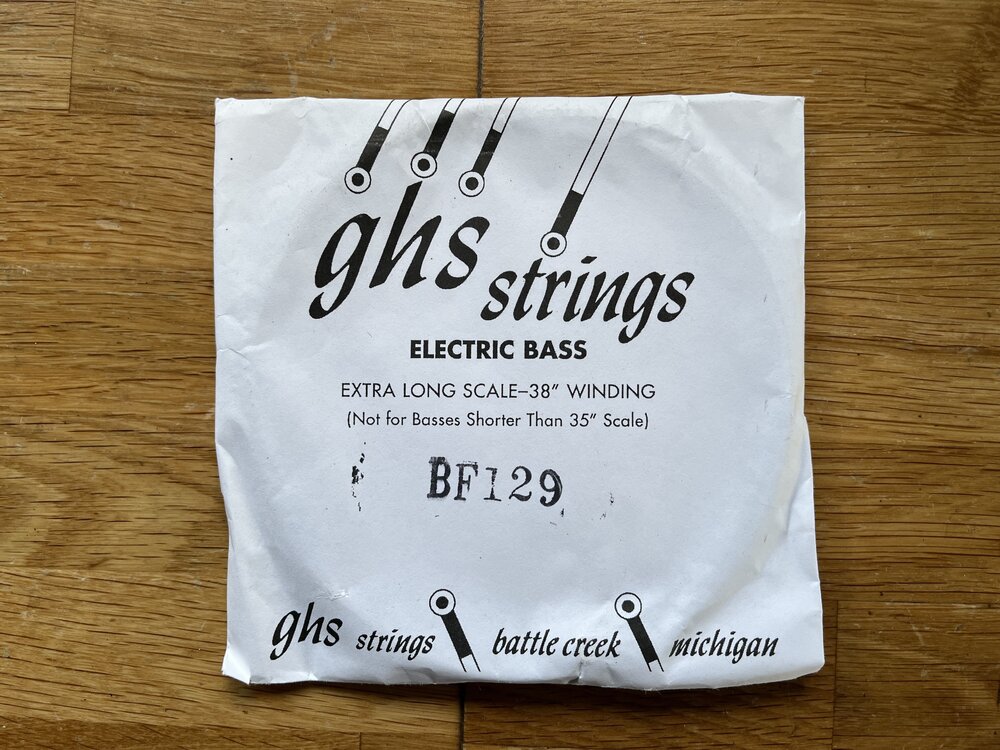 ghs strings
ELECTRIC BASS
EXTRA LONG SCALE–38" WINDING
(Not for Basses Shorter Than 35" Scale)
BF129
ghs strings battle creek michigan